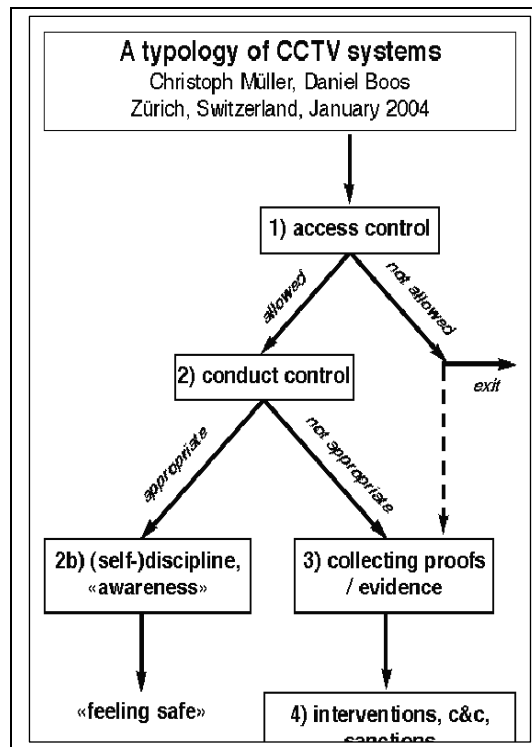 A typology of CCTV systems
Christoph Müller, Daniel Boos
Zürich, Switzerland, January 2004
1) access control
allowed
not allowed
exit
2) conduct control
appropriate
not appropriate
2b) (self-)discipline,
«awareness»
3) collecting proofs
/ evidence
«feeling safe»
4) interventions, c&c,
sanctions